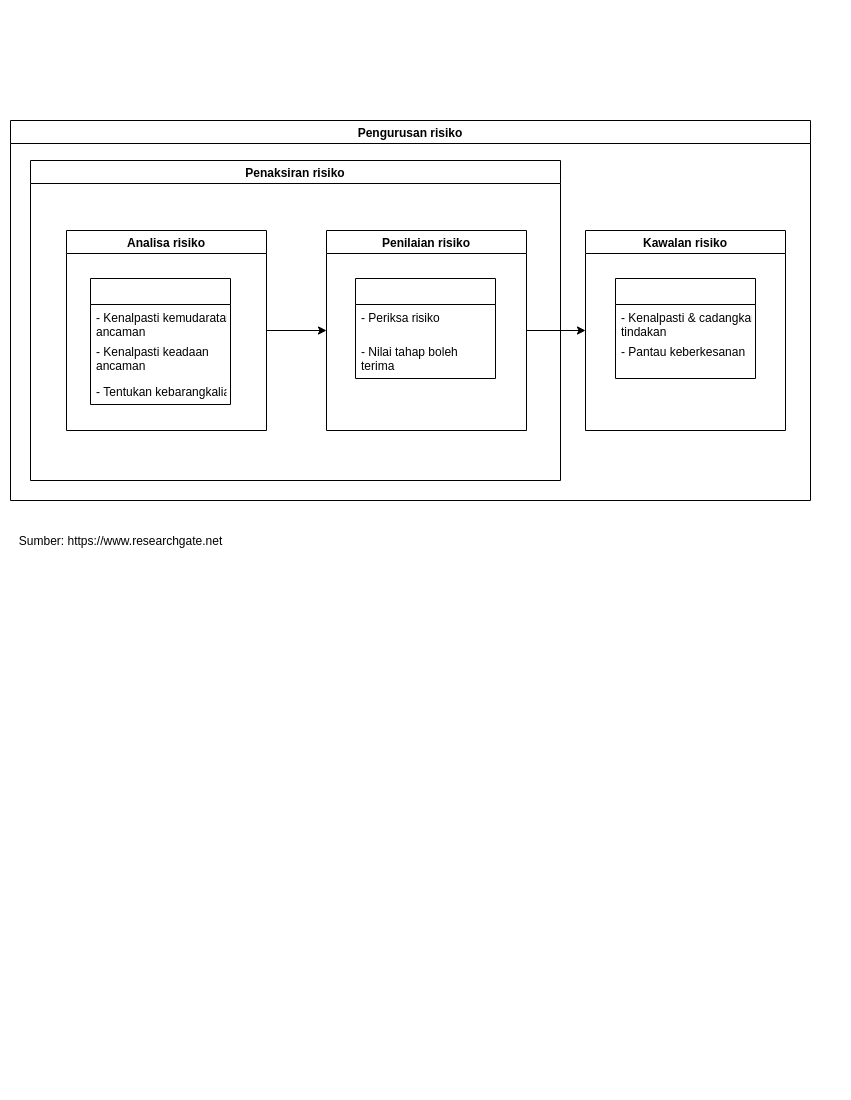 Pengurusan risiko
Penaksiran risiko
Analisa risiko
- Kenalpasti kemudarata
ancaman
- Kenalpasti keadaan
ancaman
- Tentukan kebarangkalia
Penilaian risiko
- Periksa risiko
- Nilai tahap boleh
terima
Kawalan risiko
- Kenalpasti & cadanga
tindakan
- Pantau keberkesanan
Sumber: https://www.researchgate.net